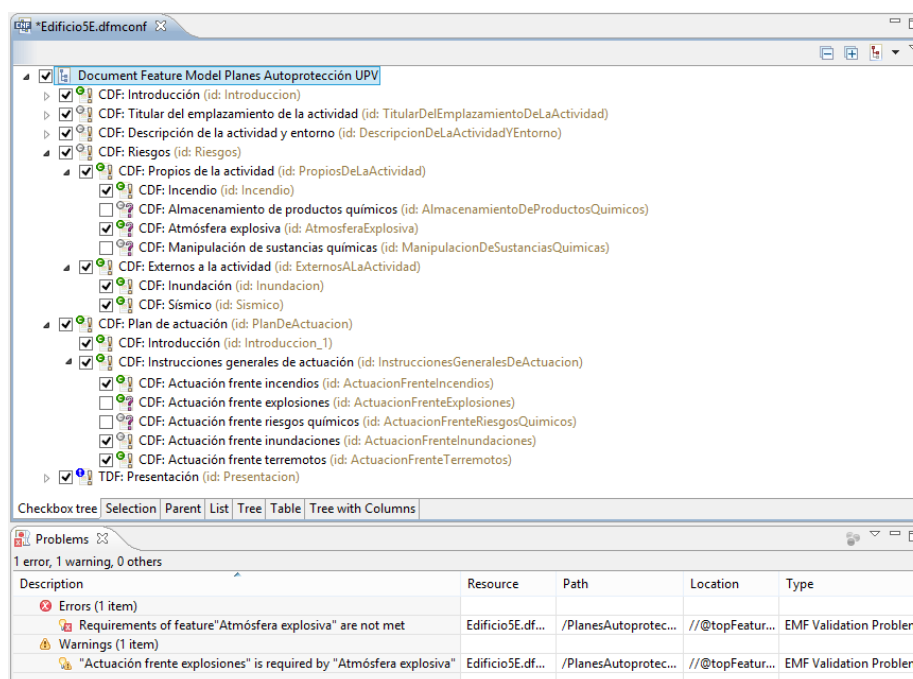 *Edificio5E.dfmconf
Document Feature Model Planes Autoprotección UPV
CDF: Introducción (id: Introduccion)
CDF: Titular del emplazamiento de la actividad (id: TitularDelEmplazamientoDeLaActividad)
CDF: Descripción de la actividad y entorno (id: DescripcionDeLaActividadYEntorno)
CDF: Riesgos (id: Riesgos)
CDF: Propios de la actividad (id: PropiosDeLaActividad)
CDF: Incendio (id: Incendio)
CDF: Almacenamiento de productos químicos (id: AlmacenamientoDeProductosQuimicos)
CDF: Atmósfera explosiva (id: AtmosferaExplosiva)
CDF: Manipulación de sustancias químicas (id: ManipulacionDeSustanciasQuimicas)
CDF: Externos a la actividad (id: ExternosALaActividad)
CDF: Inundación (id: Inundacion)
CDF: Sísmico (id: Sismico)
CDF: Plan de actuación (id: PlanDeActuacion)
CDF: Introducción (id: Introduccion_1)
CDF: Instrucciones generales de actuación (id: InstruccionesGeneralesDeActuacion)
CDF: Actuación frente incendios (id: ActuacionFrenteIncendios)
CDF: Actuación frente explosiones (id: ActuacionFrenteExplosiones)
CDF: Actuación frente riesgos químicos (id: ActuacionFrenteRiesgosQuimicos)
CDF: Actuación frente inundaciones (id: ActuacionFrenteInundaciones)
CDF: Actuación frente terremotos (id: ActuacionFrenteTerremotos)
TDF: Presentación (id: Presentacion)
Checkbox tree Selection Parent List Tree Table Tree with Columns
Problems
1 error, 1 warning, 0 others
Description Resource Path Location Type
Errors (1 item)
Requirements of feature"Atmósfera explosiva" are not met Edificio5E.df... /PlanesAutoprotec... //@topFeatur... EMF Validation Problem
Warnings (1 item)
"Actuación frente explosiones" is required by "Atmósfera explosiva" Edificio5E.df... /PlanesAutoprotec... //@topFeatur... EMF Validation Problem